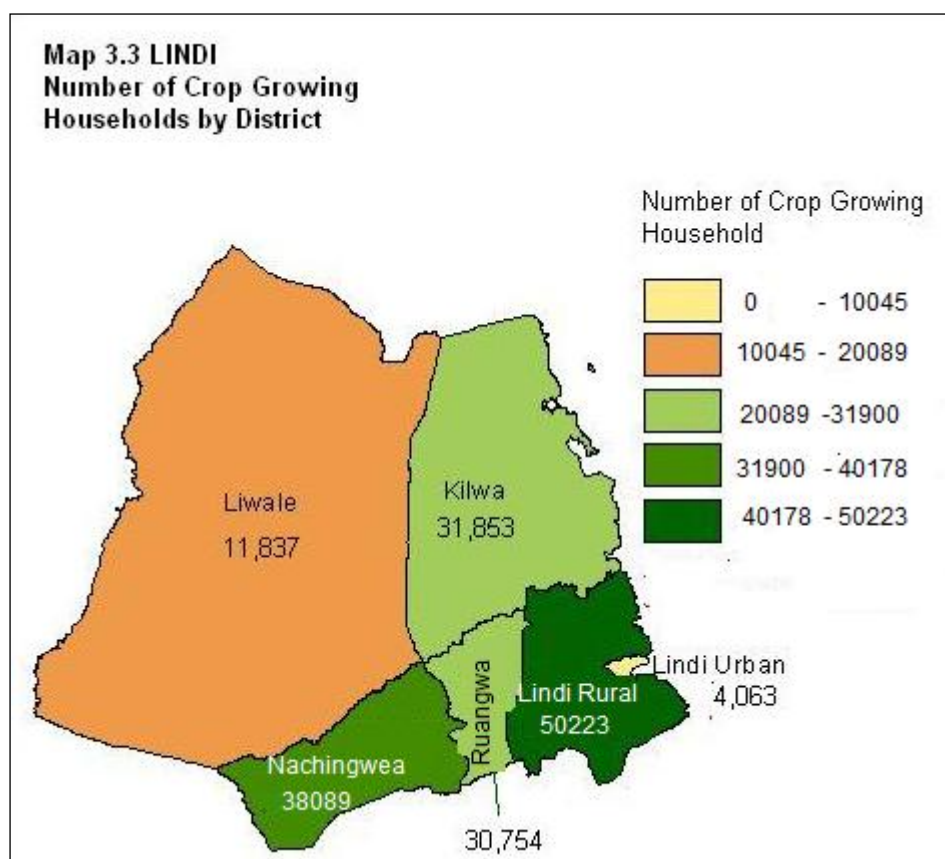 Map 3.3 LINDI
Number of Crop Growing
Households by District
Number of Crop Growing
Household
0 - 10045
10045 - 20089
20089 -31900
31900 - 40178
40178 - 50223
Liwale
11,837
Kilwa
31,853
Lindi Urban
4,063
Lindi Rural
50223
Ruangwa
30,754
Nachingwea
38089